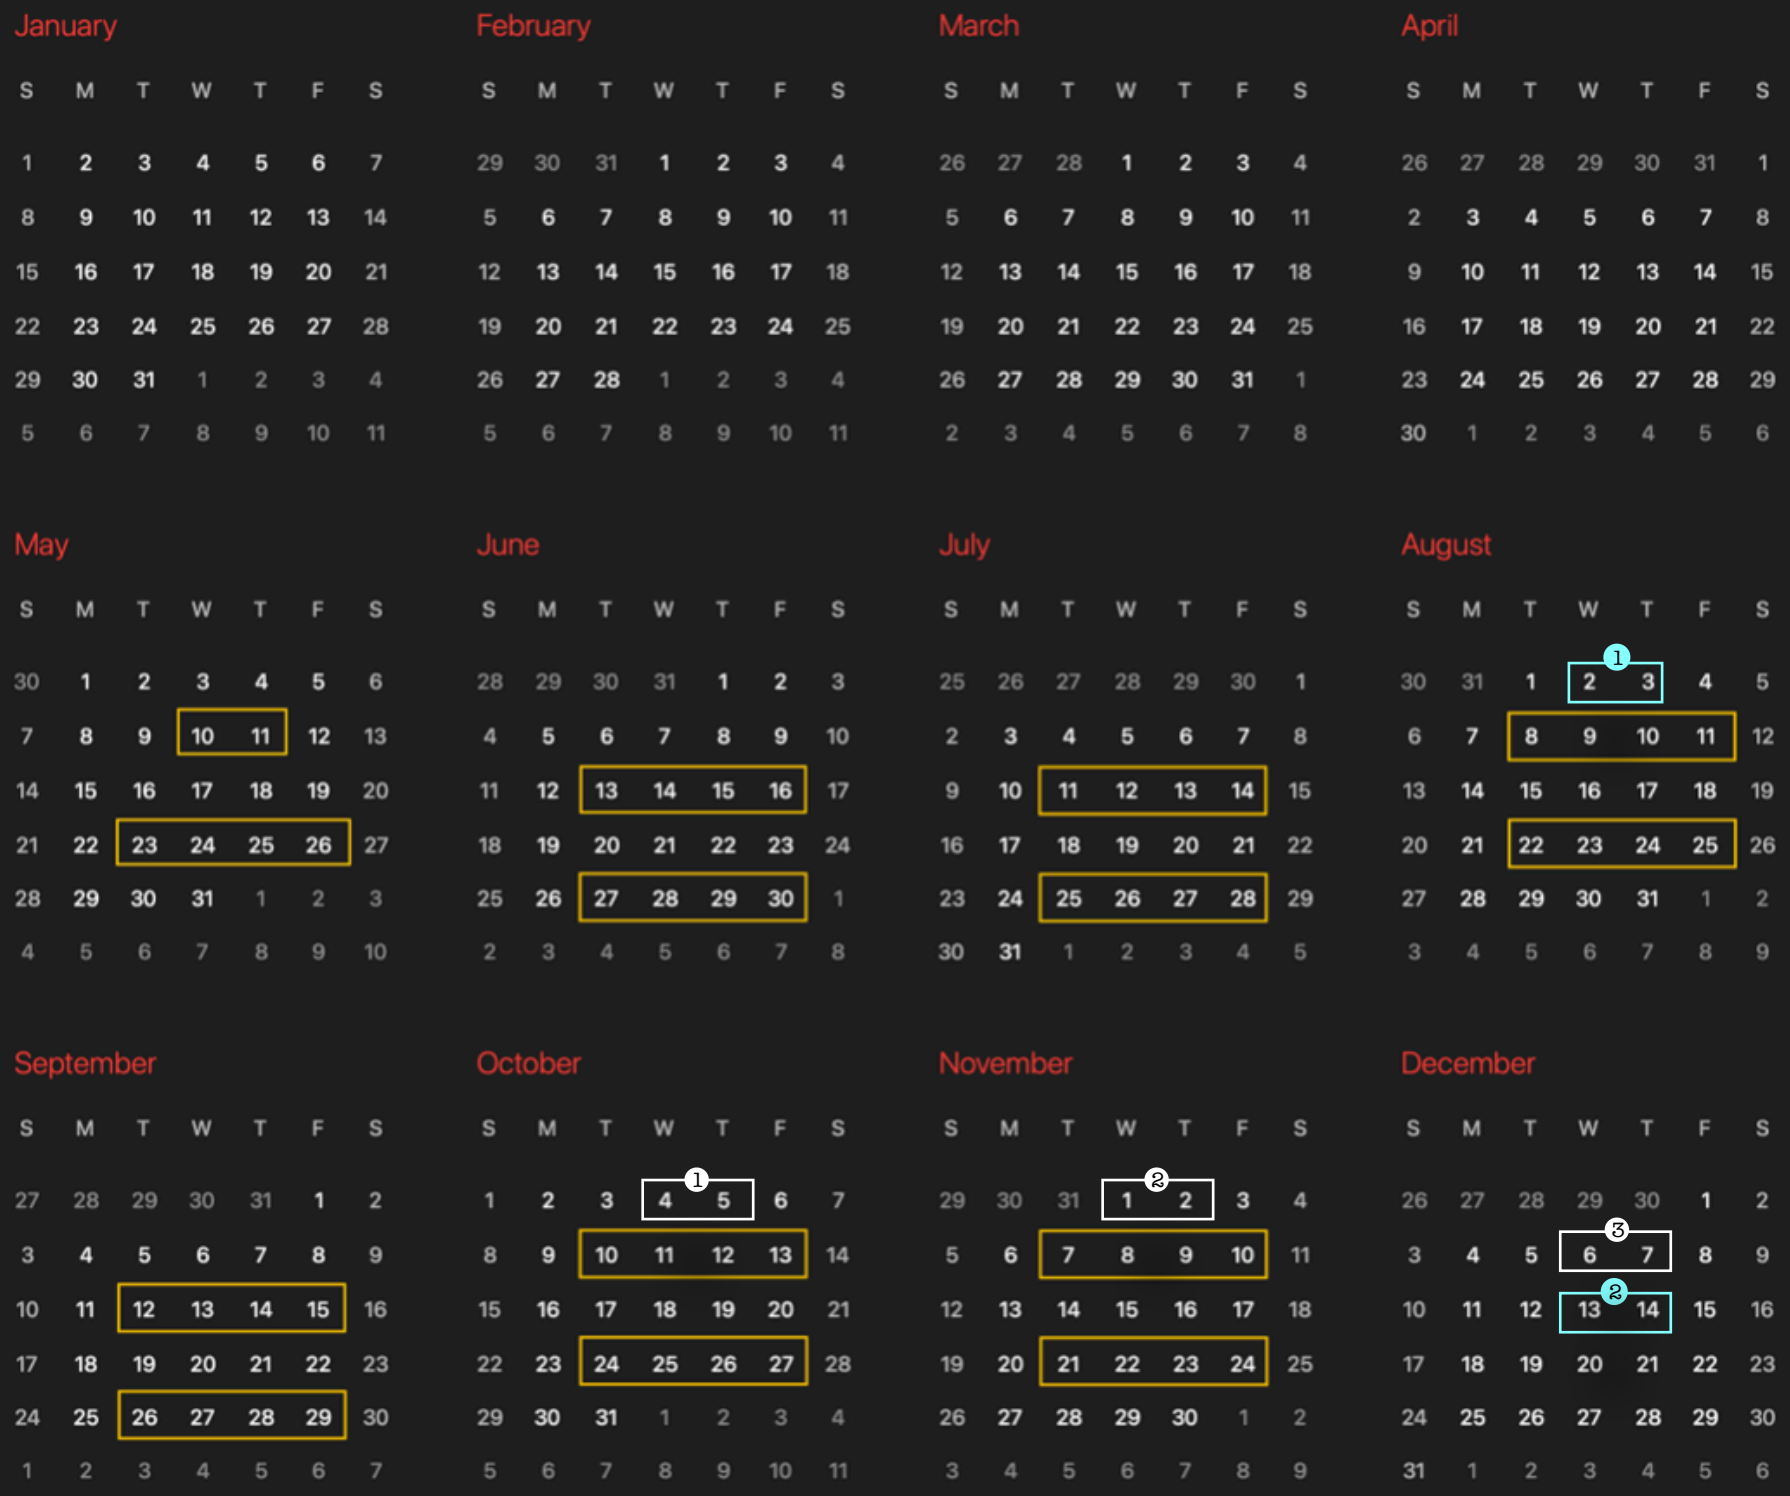 January February March April
S M T W T F S S M T W T F S S M T W T F S S M T W T F S
1 2 3 4 5 6 7 29 30 31 1 2 3 4 26 27 28 1 2 3 4 26 27 28 29 30 31 1
8 9 10 11 12 13 14 5 6 7 8 9 10 11 5 6 7 8 9 10 11 2 3 4 5 6 7 8
15 16 17 18 19 20 21 12 13 14 15 16 17 18 12 13 14 15 16 17 18 9 10 11 12 13 14 15
22 23 24 25 26 27 28 19 20 21 22 23 24 25 19 20 21 22 23 24 25 16 17 18 19 20 21 22
29 30 31 1 2 3 4 26 27 28 1 2 3 4 26 27 28 29 30 31 1 23 24 25 26 27 28 29
5 6 7 8 9 10 11 5 6 7 8 9 10 11 2 3 4 5 6 7 8 30 1 2 3 4 5 6
May June July August
S M T W T F S S M T W T F S S M T W T F S S M T W T F S
1
30 1 2 3 4 5 6 28 29 30 31 1 2 3 25 26 27 28 29 30 1 30 31 1 2 3 4 5
7 8 9 10 11 12 13 4 5 6 7 8 9 10 2 3 4 5 6 7 8 6 7 8 9 10 11 12
14 15 16 17 18 19 20 11 12 13 14 15 16 17 9 10 11 12 13 14 15 13 14 15 16 17 18 19
21 22 23 24 25 26 27 18 19 20 21 22 23 24 16 17 18 19 20 21 22 20 21 22 23 24 25 26
28 29 30 31 1 2 3 25 26 27 28 29 30 1 23 24 25 26 27 28 29 27 28 29 30 31 1 2
4 5 6 7 8 9 10 2 3 4 5 6 7 8 30 31 1 2 3 4 5 3 4 5 6 7 8 9
September October November December
S M T W T F S S M T W T F S S M T W T F S S M T W T F S
1 2
27 28 29 30 31 1 2 1 2 3 4 5 6 7 29 30 31 1 2 3 4 26 27 28 29 30 1 2
3
3 4 5 6 7 8 9 8 9 10 11 12 13 14 5 6 7 8 9 10 11 3 4 5 6 7 8 9
2
10 11 12 13 14 15 16 15 16 17 18 19 20 21 12 13 14 15 16 17 18 10 11 12 13 14 15 16
17 18 19 20 21 22 23 22 23 24 25 26 27 28 19 20 21 22 23 24 25 17 18 19 20 21 22 23
24 25 26 27 28 29 30 29 30 31 1 2 3 4 26 27 28 29 30 1 2 24 25 26 27 28 29 30
1 2 3 4 5 6 7 5 6 7 8 9 10 11 3 4 5 6 7 8 9 31 1 2 3 4 5 6